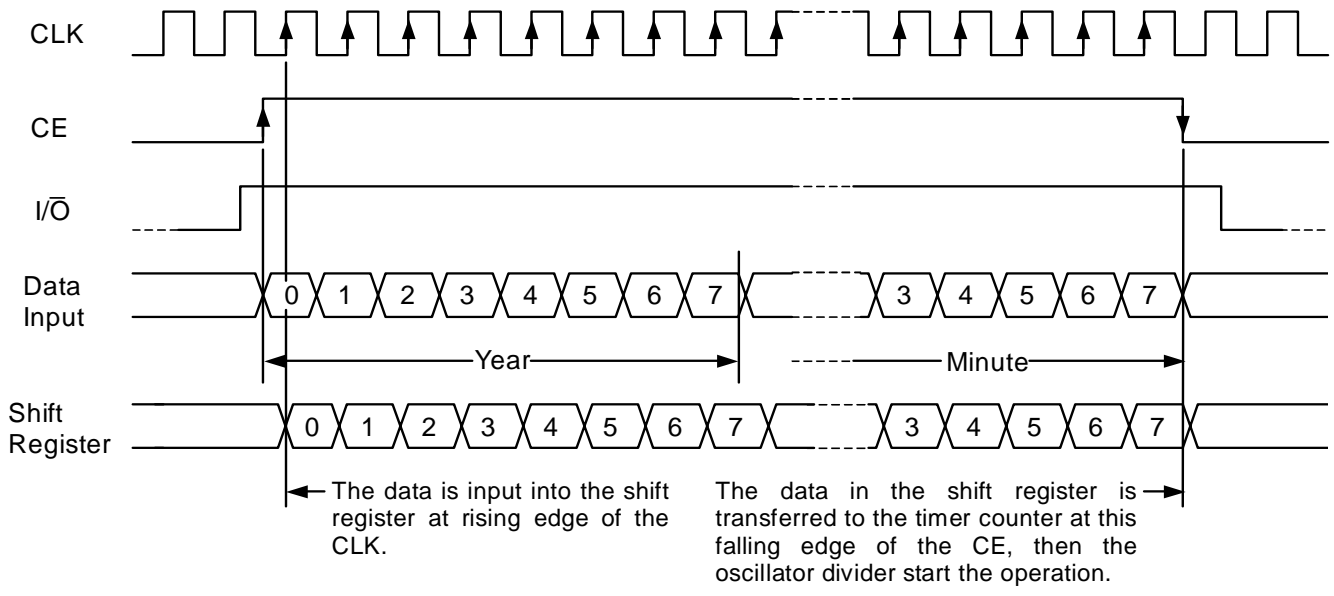 CLK
CE
I/O̅
Data
Input
0 1 2 3 4 5 6 7 3 4 5 6 7
Year Minute
Shift
Register
0 1 2 3 4 5 6 7 3 4 5 6 7
The data is input into the shift
register at rising edge of the
CLK.
The data in the shift register is
transferred to the timer counter at this
falling edge of the CE, then the
oscillator divider start the operation.